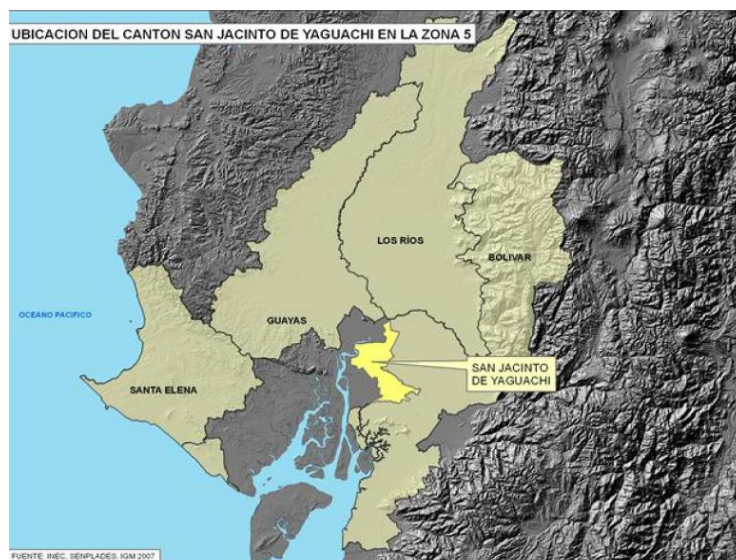 UBICACION DEL CANTON SAN JACINTO DE YAGUACHI EN LA ZONA 5
LOS RÍOS
BOLIVAR
OCEANO PACIFICO
GUAYAS
SAN JACINTO
DE YAGUACHI
SANTA ELENA
FUENTE: INEC, SENPLADES, IGM 2007